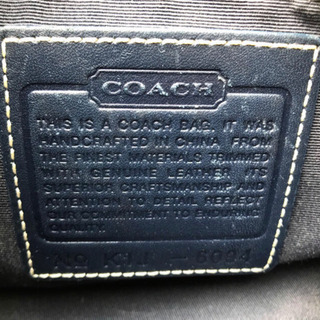 COACH
THIS IS A COACH BAG. IT WAS
HANDCRAFTED IN CHINA FROM
THE FINEST MATERIALS TRIMMED
WITH GENUINE LEATHER ITS
SUPERIOR CRAFTSMANSHIP AND
ATTENTION TO DETAIL REFLECT
OUR COMMITMENT TO ENDURING
QUALITY.